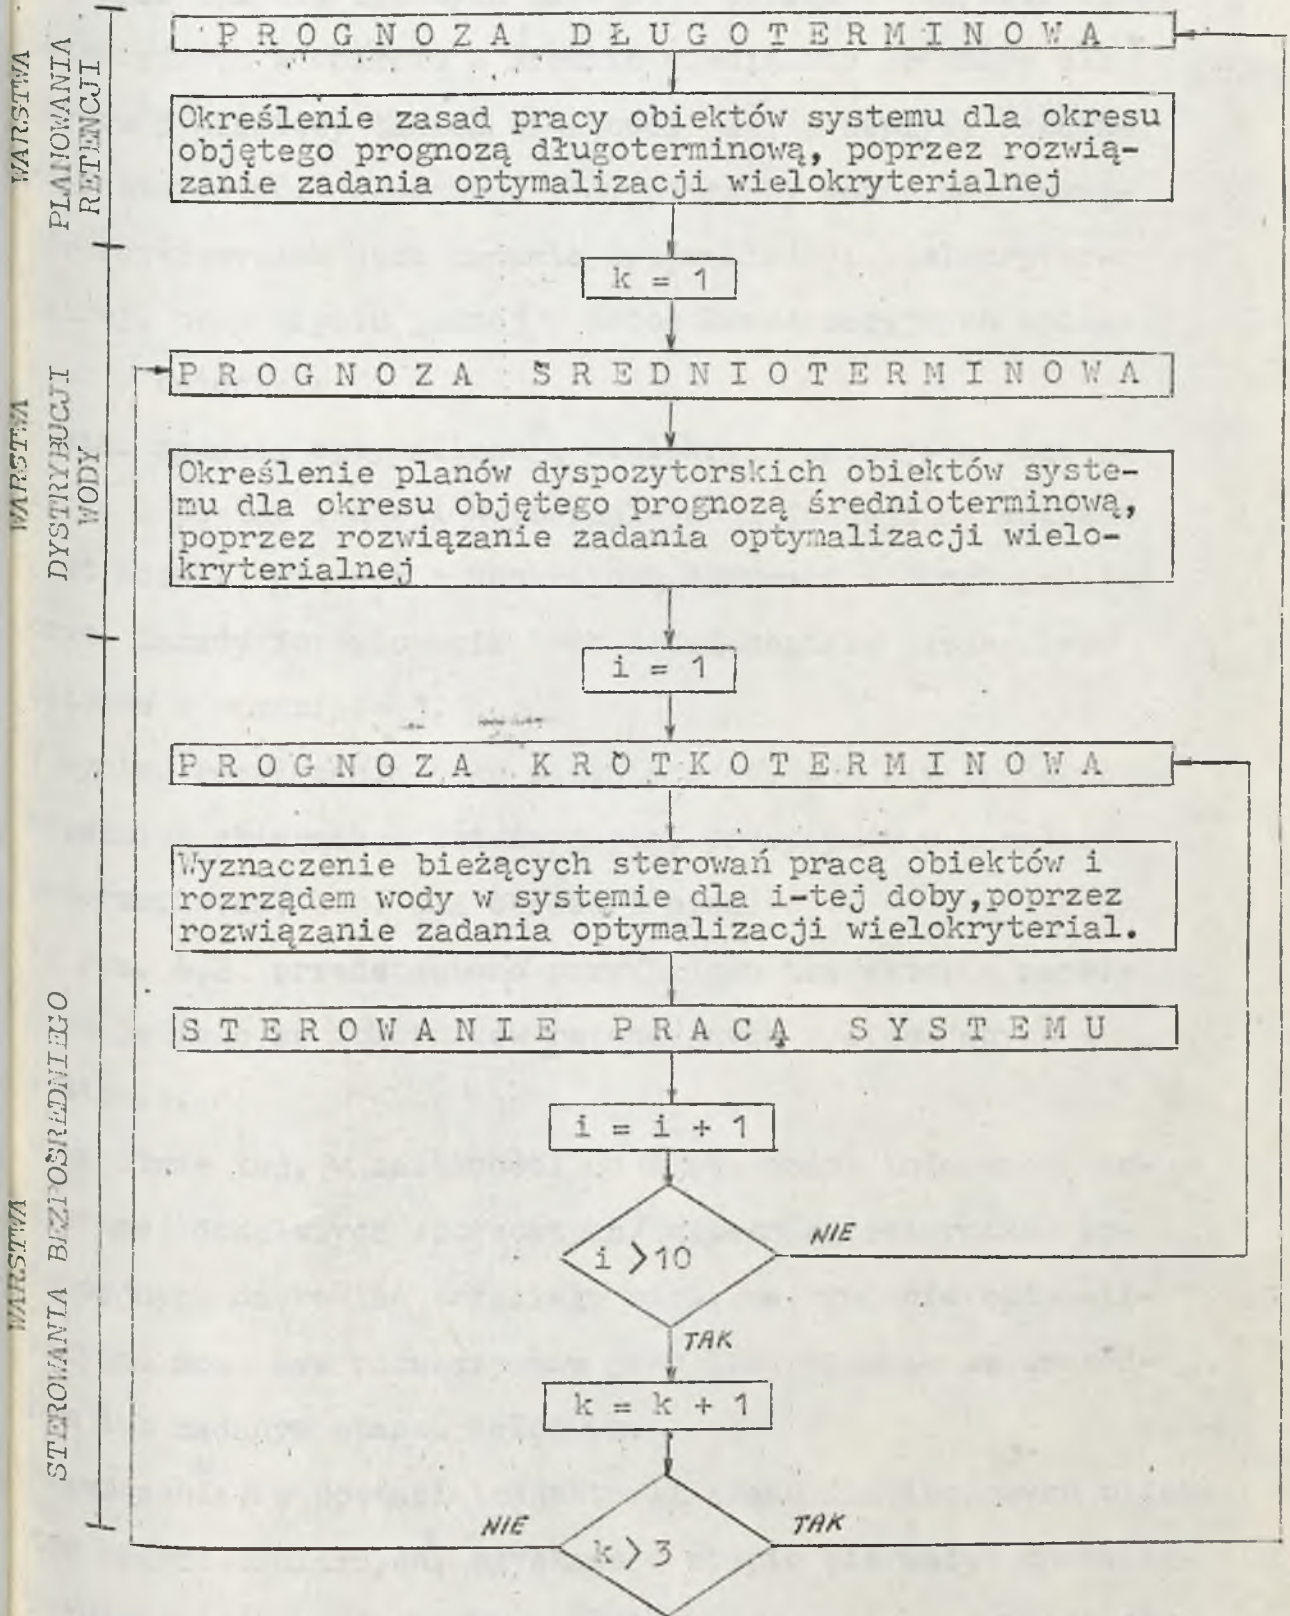 PROGNOZA DŁUGOTERMINOWA
WARSTWA
PLANOWANIA
RETENCJI
Określenie zasad pracy obiektów systemu dla okresu
objętego prognozą długoterminową, poprzez rozwią-
zanie zadania optymalizacji wielokryterialnej
k = 1
WARSTWA
DYSTRYBUCJI
WODY
PROGNOZA ŚREDNIOTERMINOWA
Określenie planów dyspozytorskich obiektów syste-
mu dla okresu objętego prognozą średnioterminową,
poprzez rozwiązanie zadania optymalizacji wielo-
kryterialnej
i = 1
WARSTWA
STEROWANIA BEZPOŚREDNIEGO
PROGNOZA KRÓTKOTERMINOWA
Wyznaczenie bieżących sterowań pracą obiektów i
rozrządem wody w systemie dla i-tej doby,poprzez
rozwiązanie zadania optymalizacji wielokryterial.
STEROWANIE PRACĄ SYSTEMU
i = i + 1
i > 10
NIE
TAK
k = k + 1
k > 3
NIE
TAK